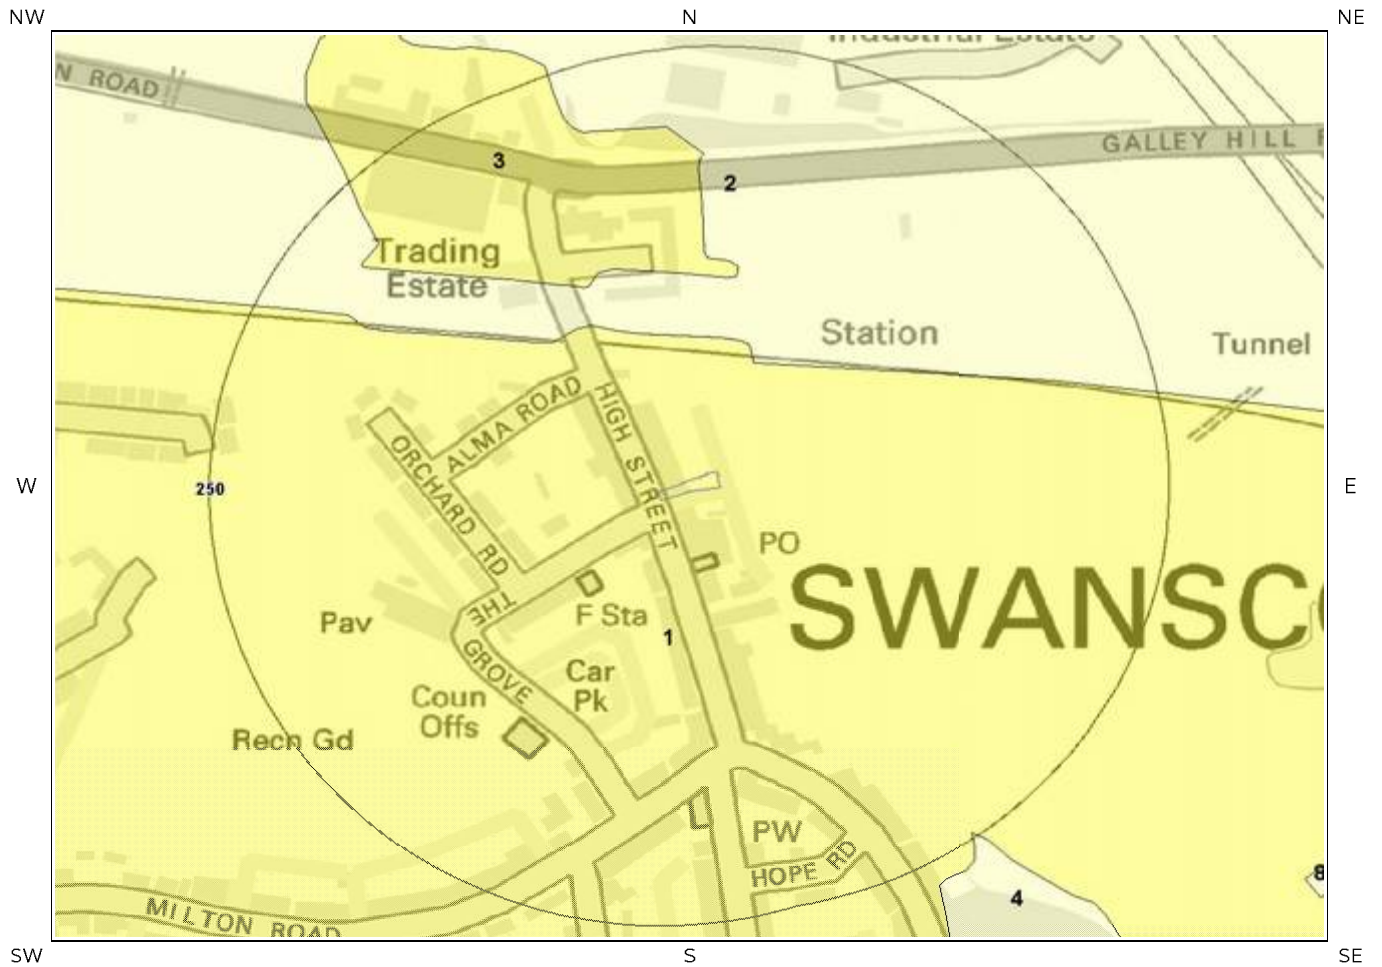 NW N NE
Industrial Estate
N ROAD
GALLEY HILL R
3
2
Trading
Estate
Station
Tunnel
ALMA ROAD
HIGH STREET
ORCHARD RD
W
250
E
PO
SWANSC
THE
GROVE
F Sta
Pav
1
Car
Pk
Coun
Offs
Recn Gd
PW
HOPE RD
8
4
MILTON ROAD
SW S SE